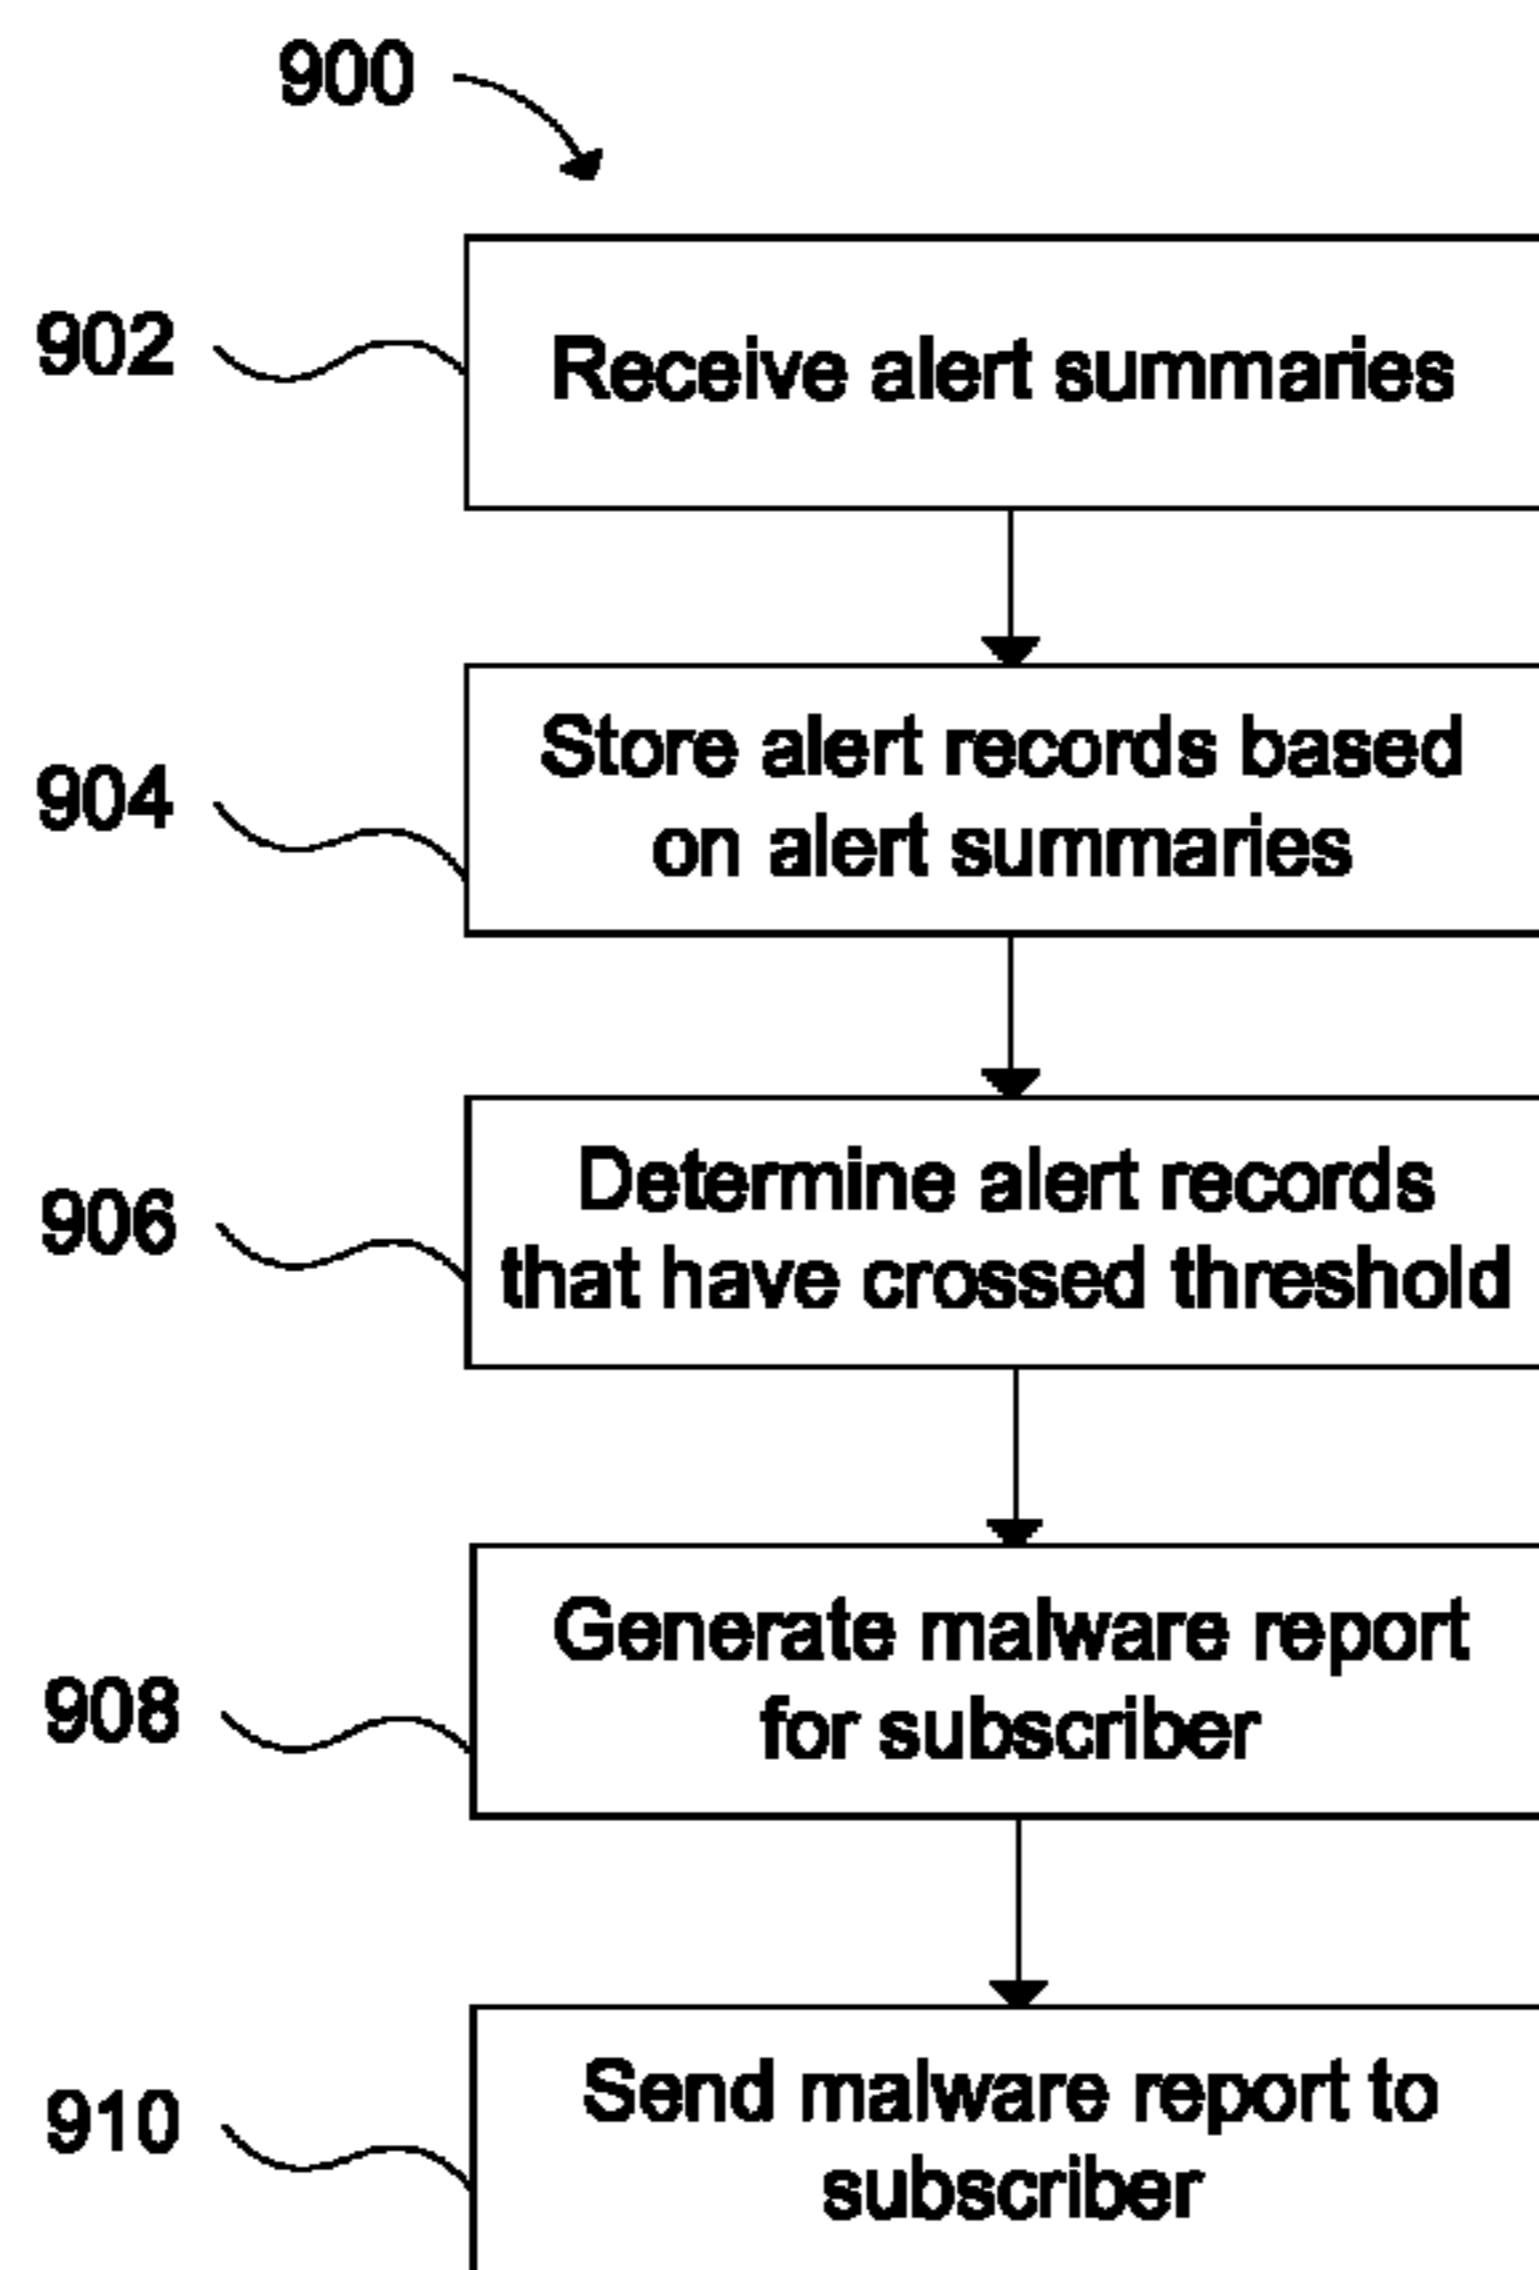 900
902
Receive alert summaries
904
Store alert records based
on alert summaries
906
Determine alert records
that have crossed threshold
908
Generate malware report
for subscriber
910
Send malware report to
subscriber